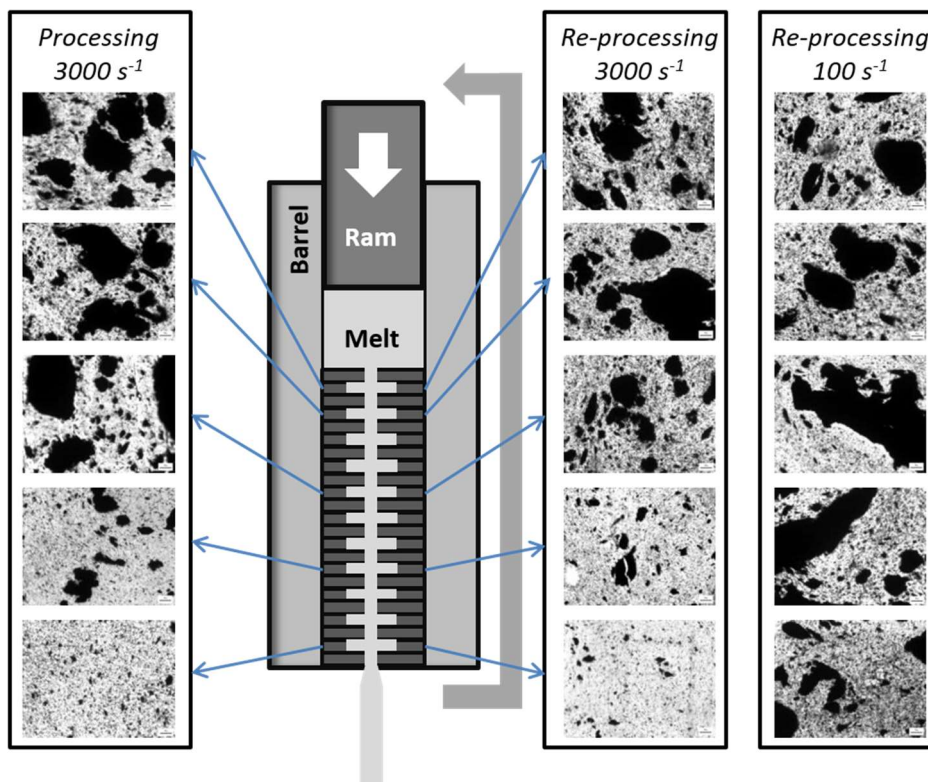 Processing
3000 s⁻¹
Re-processing
3000 s⁻¹
Re-processing
100 s⁻¹
Barrel
Ram
Melt